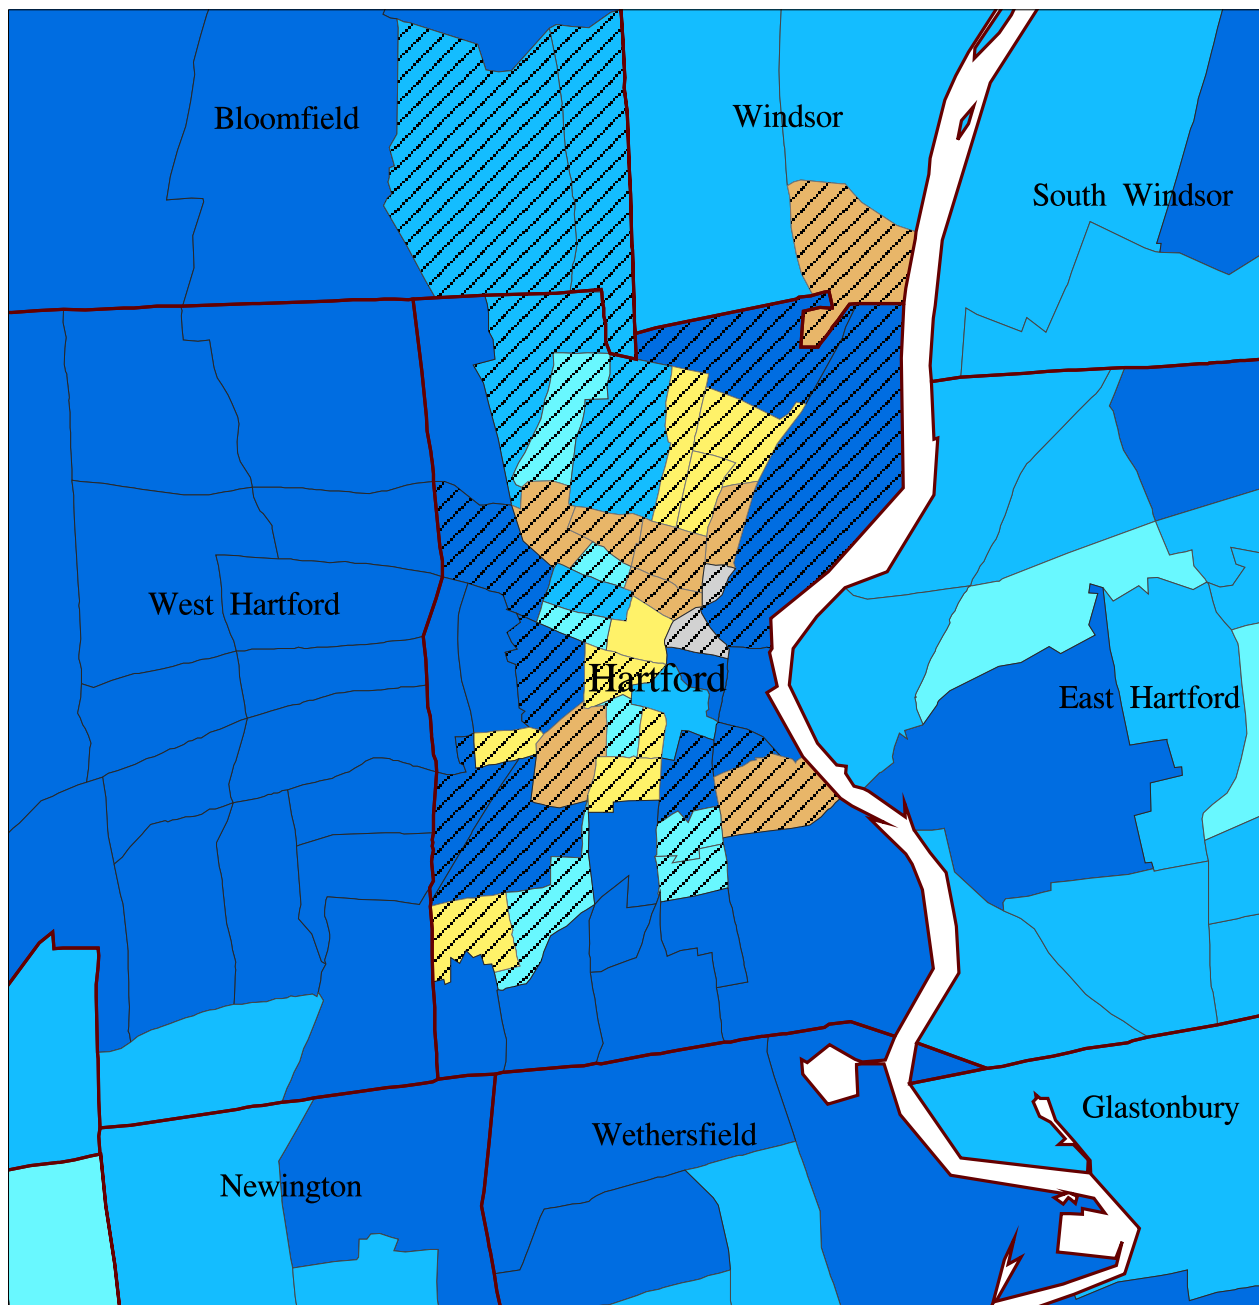 Bloomfield
Windsor
South Windsor
West Hartford
Hartford
East Hartford
Glastonbury
Wethersfield
Newington